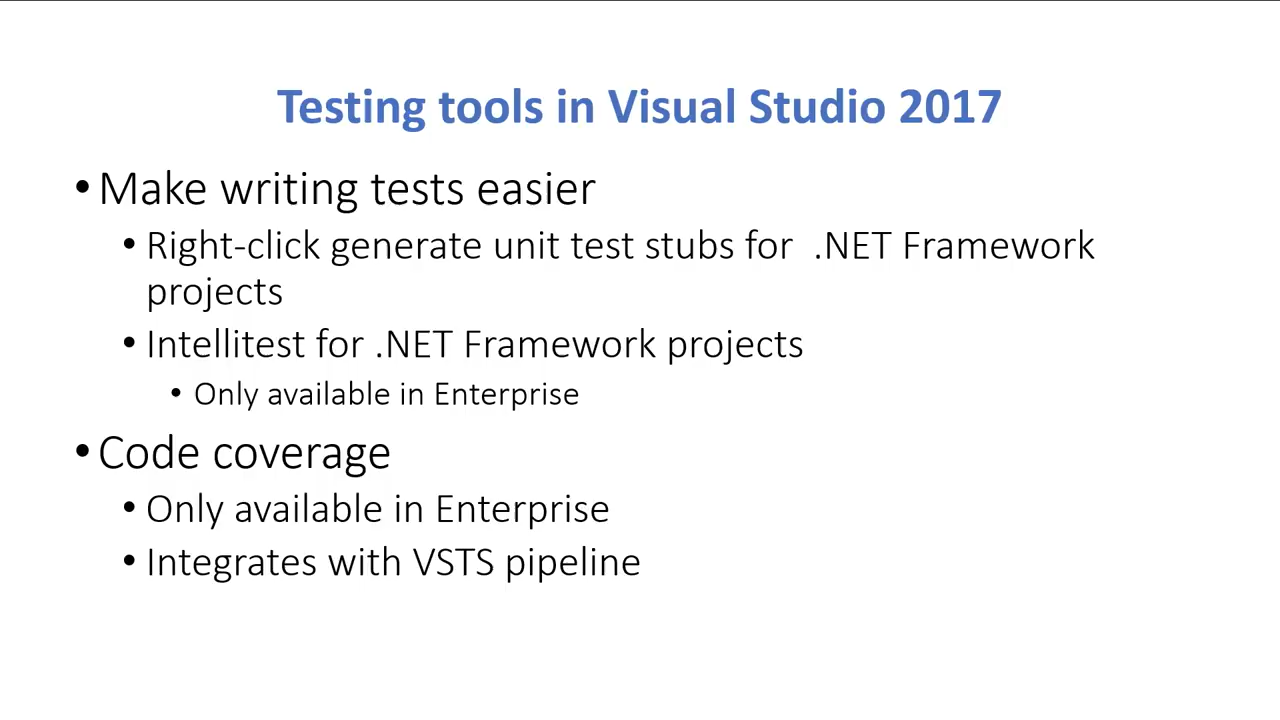 Testing tools in Visual Studio 2017
• Make writing tests easier
• Right-click generate unit test stubs for  .NET Framework
projects
• Intellitest for .NET Framework projects
• Only available in Enterprise
• Code coverage
• Only available in Enterprise
• Integrates with VSTS pipeline